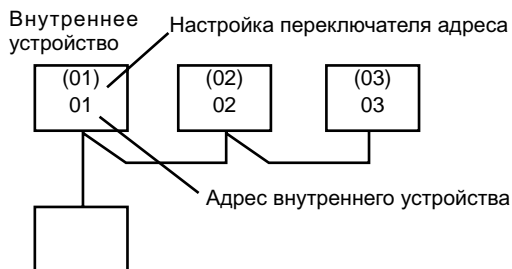 Внутреннее
устройство
Настройка переключателя адреса
(01)
01
(02)
02
(03)
03
Адрес внутреннего устройства